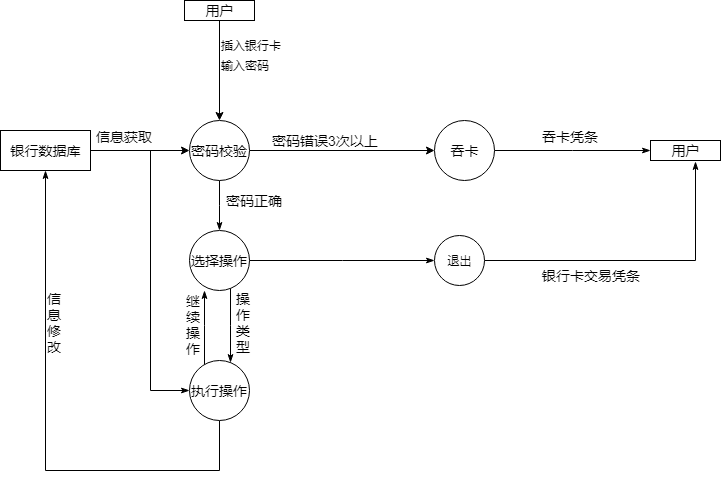 用户
插入银行卡
输入密码
银行数据库
信息获取
密码校验
密码错误3次以上
吞卡
吞卡凭条
用户
密码正确
选择操作
退出
银行卡交易凭条
信息修改
继续操作
操作类型
执行操作